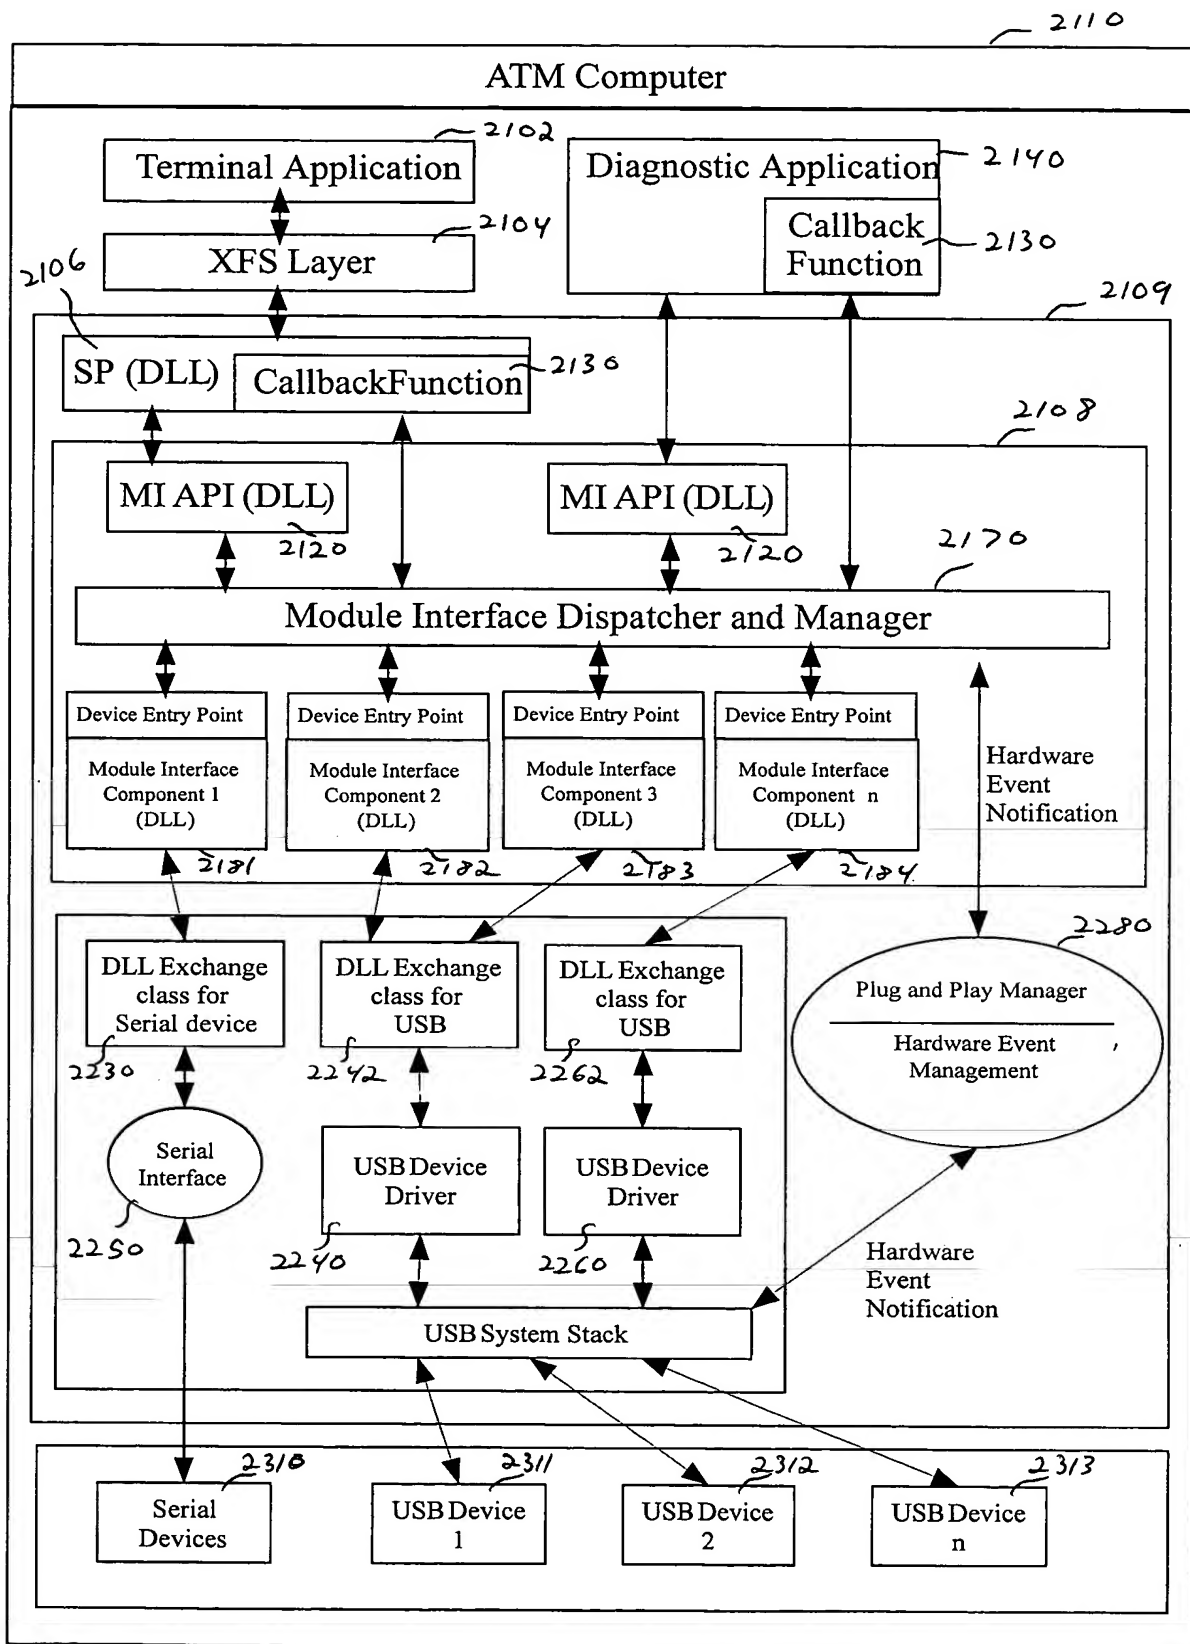 2110
ATM Computer
2102
Terminal Application
2140
Diagnostic Application
Callback
Function
2130
2104
XFS Layer
2106
2109
SP (DLL)
CallbackFunction
2130
2108
MI API (DLL)
2120
MI API (DLL)
2120
2170
Module Interface Dispatcher and Manager
Device Entry Point
Device Entry Point
Device Entry Point
Device Entry Point
Module Interface
Component 1
(DLL)
2181
Module Interface
Component 2
(DLL)
2182
Module Interface
Component 3
(DLL)
2183
Module Interface
Component n
(DLL)
2184
Hardware
Event
Notification
2280
Plug and Play Manager
Hardware Event
Management
DLL Exchange
class for
Serial device
2230
DLL Exchange
class for
USB
2242
DLL Exchange
class for
USB
2262
Serial
Interface
2250
USB Device
Driver
2240
USB Device
Driver
2260
Hardware
Event
Notification
USB System Stack
2310
Serial
Devices
2311
USB Device
1
2312
USB Device
2
2313
USB Device
n